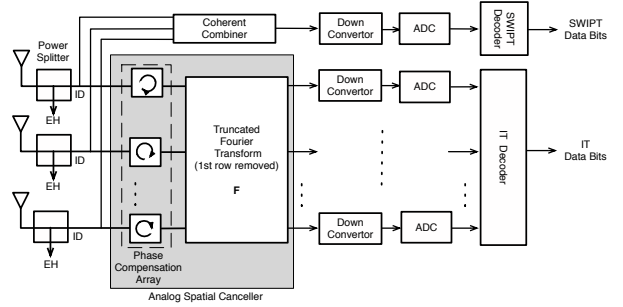 Coherent
Combiner
Down
Convertor
ADC
SWIPT
Decoder
SWIPT
Data Bits
Power
Splitter
ID
EH
Down
Convertor
ADC
Truncated
Fourier
Transform
(1st row removed)
F
ID
EH
IT Decoder
IT
Data Bits
ID
EH
Down
Convertor
ADC
Phase
Compensation
Array
Analog Spatial Canceller